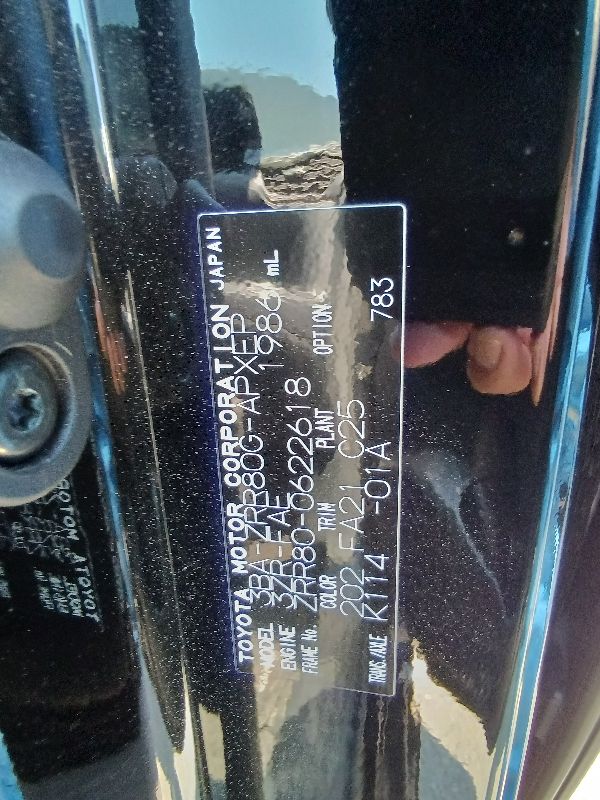 TOYOTA MOTOR CORPORATION JAPAN
MODEL 3BA-ZRR80G-APXEP
ENGINE 3ZR-FAE 1986 mL
FRAME No. ZRR80-0622618
COLOR TRIM PLANT OPTION
202 FA21 C25
TRANS./AXLE K114 -01A 783